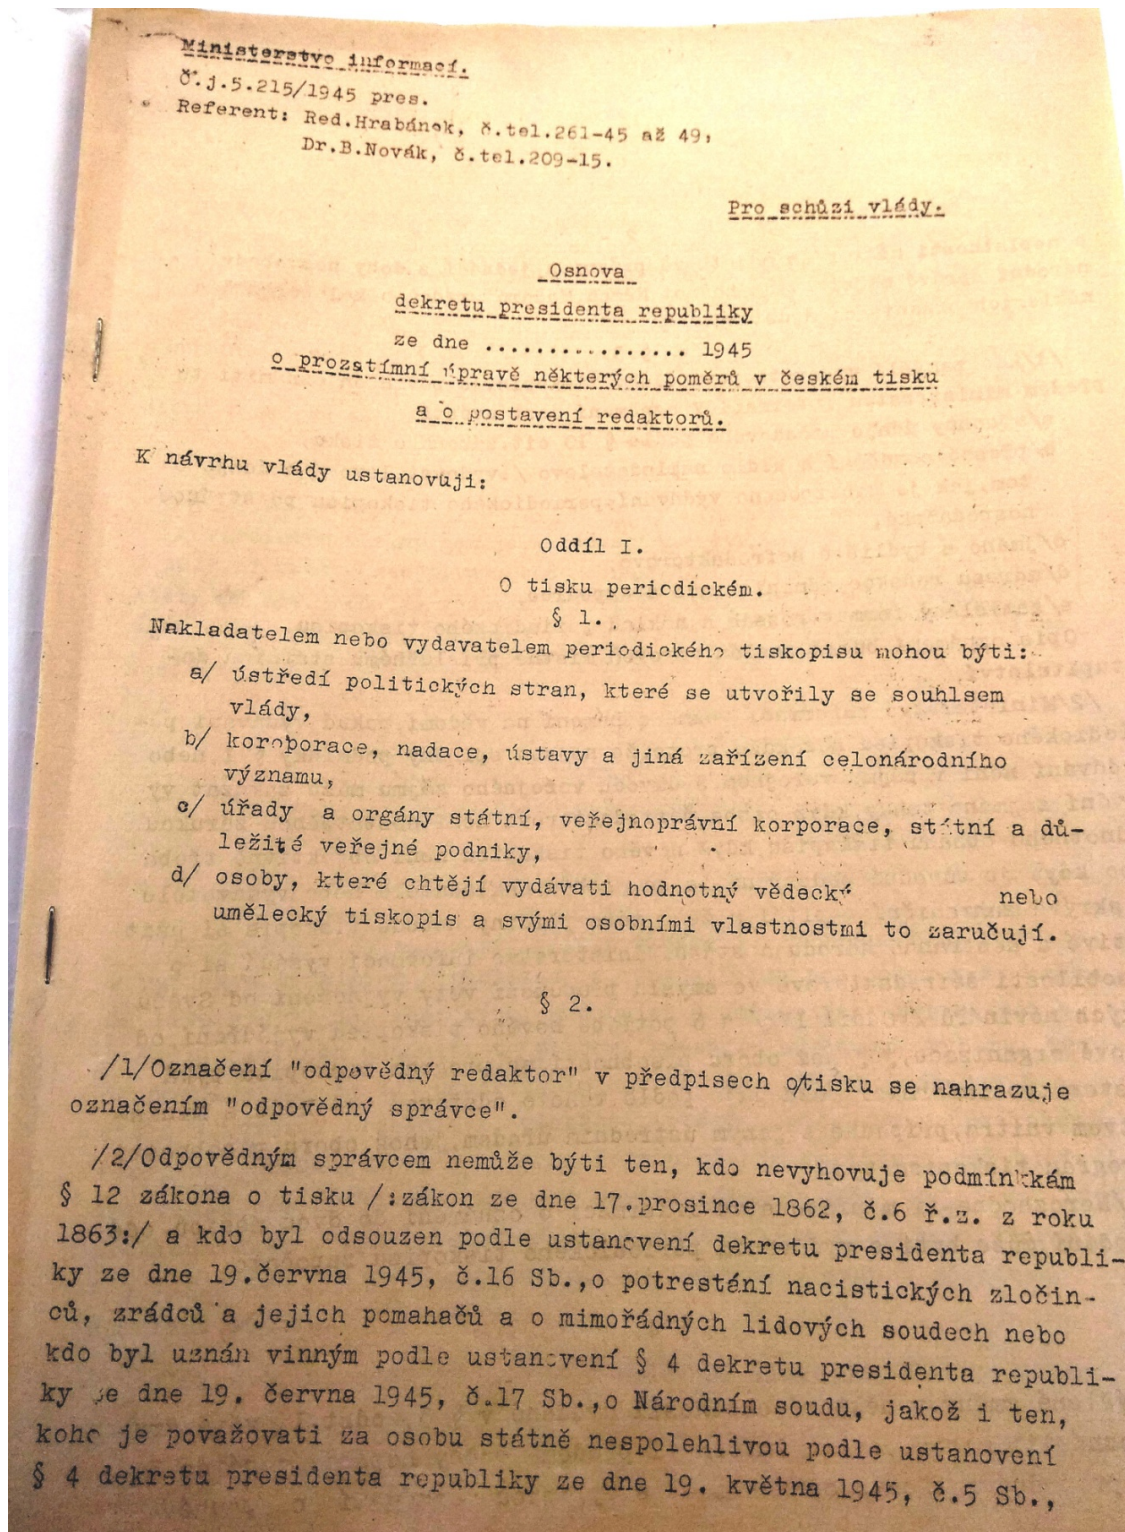 Ministerstvo informací.
Č.j.5.215/1945 pres.
Referent: Red.Hrabánek, č.tel.261-45 až 49,
Dr.B.Novák, č.tel.209-15.
Pro schůzi vlády.
Osnova
dekretu presidenta republiky
ze dne ................ 1945
o prozatímní úpravě některých poměrů v českém tisku
a o postavení redaktorů.
K návrhu vlády ustanovuji:
Oddíl I.
O tisku periodickém.
§ 1.
Nakladatelem nebo vydavatelem periodického tiskopisu mohou býti:
a/ ústředí politických stran, které se utvořily se souhlsem
vlády,
b/ koroporace, nadace, ústavy a jiná zařízení celonárodního
významu,
c/ úřady a orgány státní, veřejnoprávní korporace, státní a dů-
ležité veřejné podniky,
d/ osoby, které chtějí vydávati hodnotný vědecký nebo
umělecký tiskopis a svými osobními vlastnostmi to zaručují.
§ 2.
/1/Označení "odpovědný redaktor" v předpisech o/tisku se nahrazuje
označením "odpovědný správce".
/2/Odpovědným správcem nemůže býti ten, kdo nevyhovuje podmínkám
§ 12 zákona o tisku /:zákon ze dne 17.prosince 1862, č.6 ř.z. z roku
1863:/ a kdo byl odsouzen podle ustanovení dekretu presidenta republi-
ky ze dne 19.června 1945, č.16 Sb.,o potrestání nacistických zločin-
ců, zrádců a jejich pomahačů a o mimořádných lidových soudech nebo
kdo byl uznán vinným podle ustanovení § 4 dekretu presidenta republi-
ky ze dne 19. června 1945, č.17 Sb.,o Národním soudu, jakož i ten,
koho je považovati za osobu státně nespolehlivou podle ustanovení
§ 4 dekretu presidenta republiky ze dne 19. května 1945, č.5 Sb.,